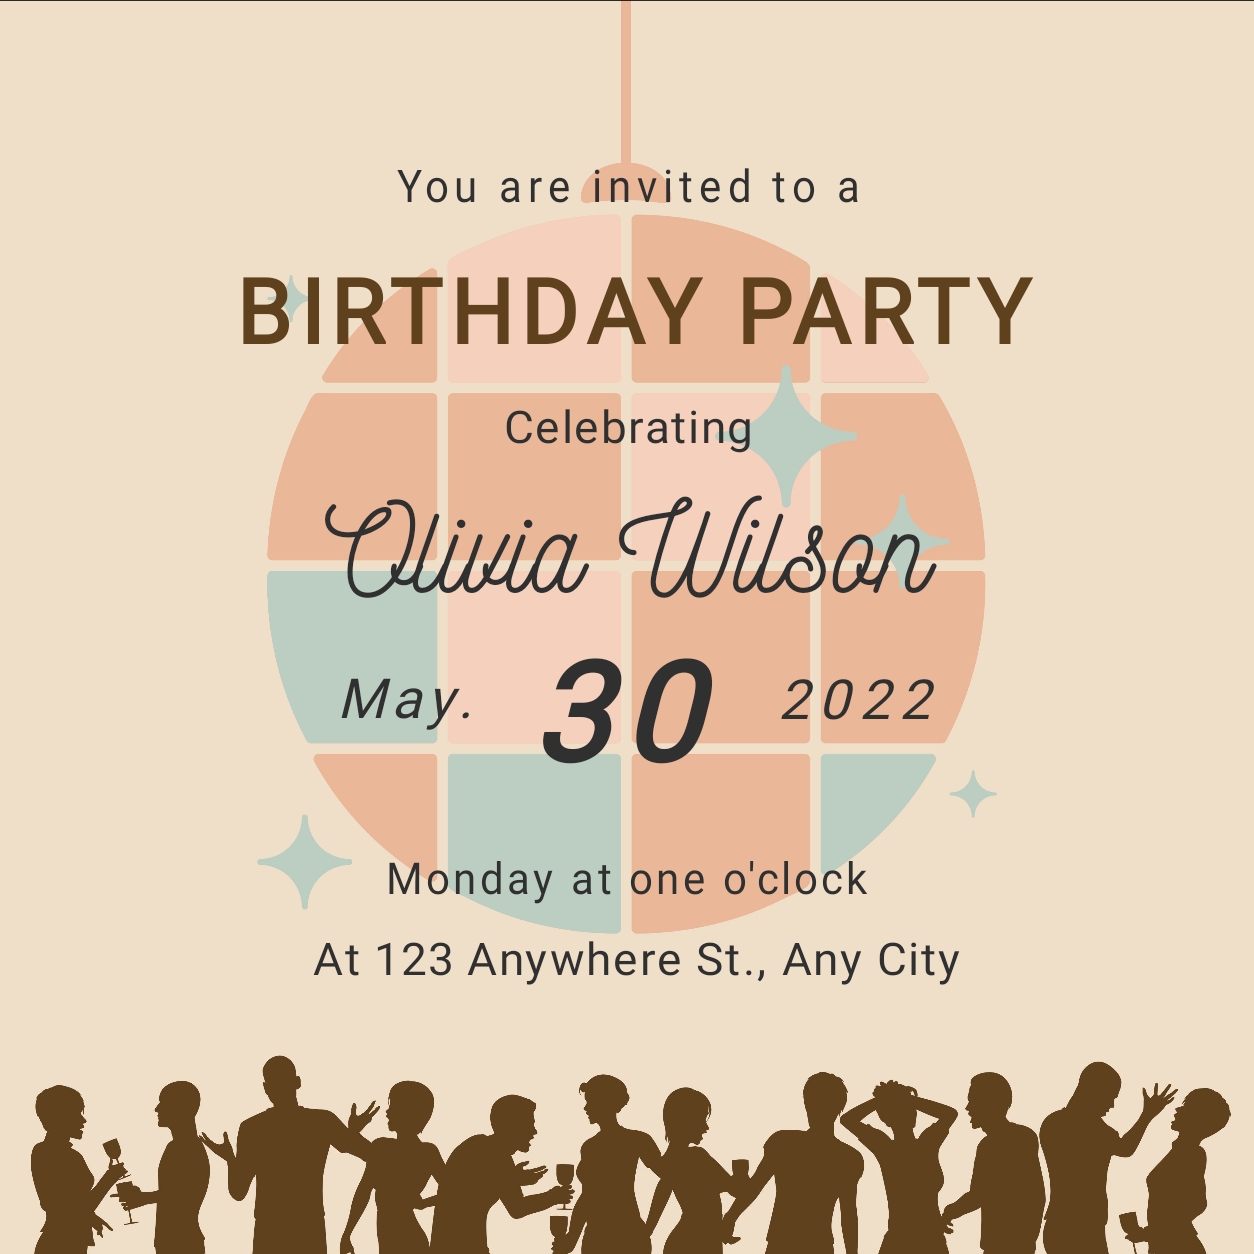 You are invited to a
BIRTHDAY PARTY
Celebrating
Olivia Wilson
May. 30 2022
Monday at one o'clock
At 123 Anywhere St., Any City